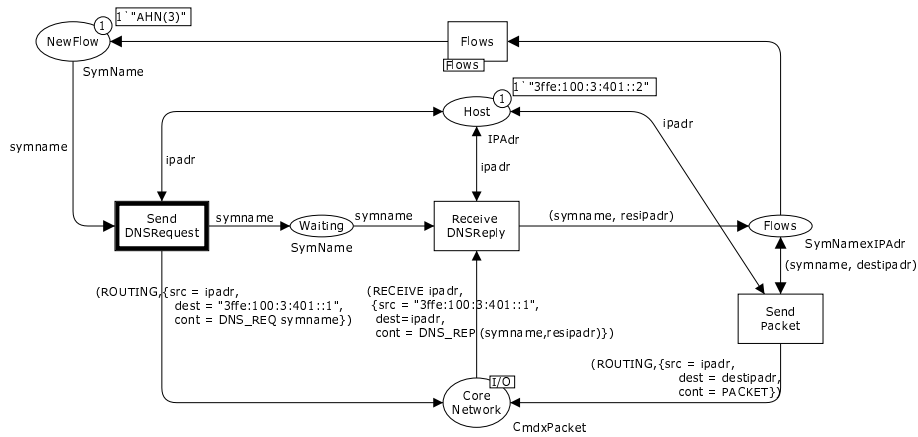 1`"AHN(3)"
1
NewFlow
SymName
Flows
Flows
1`"3ffe:100:3:401::2"
1
Host
IPAdr
ipadr
symname
ipadr
ipadr
Send
DNSRequest
symname
Waiting
SymName
symname
Receive
DNSReply
(symname, resipadr)
Flows
SymNamexIPAdr
(symname, destipadr)
(ROUTING,{src = ipadr,
dest = "3ffe:100:3:401::1",
cont = DNS_REQ symname})
(RECEIVE ipadr,
{src = "3ffe:100:3:401::1",
dest=ipadr,
cont = DNS_REP (symname,resipadr)})
Send
Packet
(ROUTING,{src = ipadr,
dest = destipadr,
cont = PACKET})
I/O
Core
Network
CmdxPacket